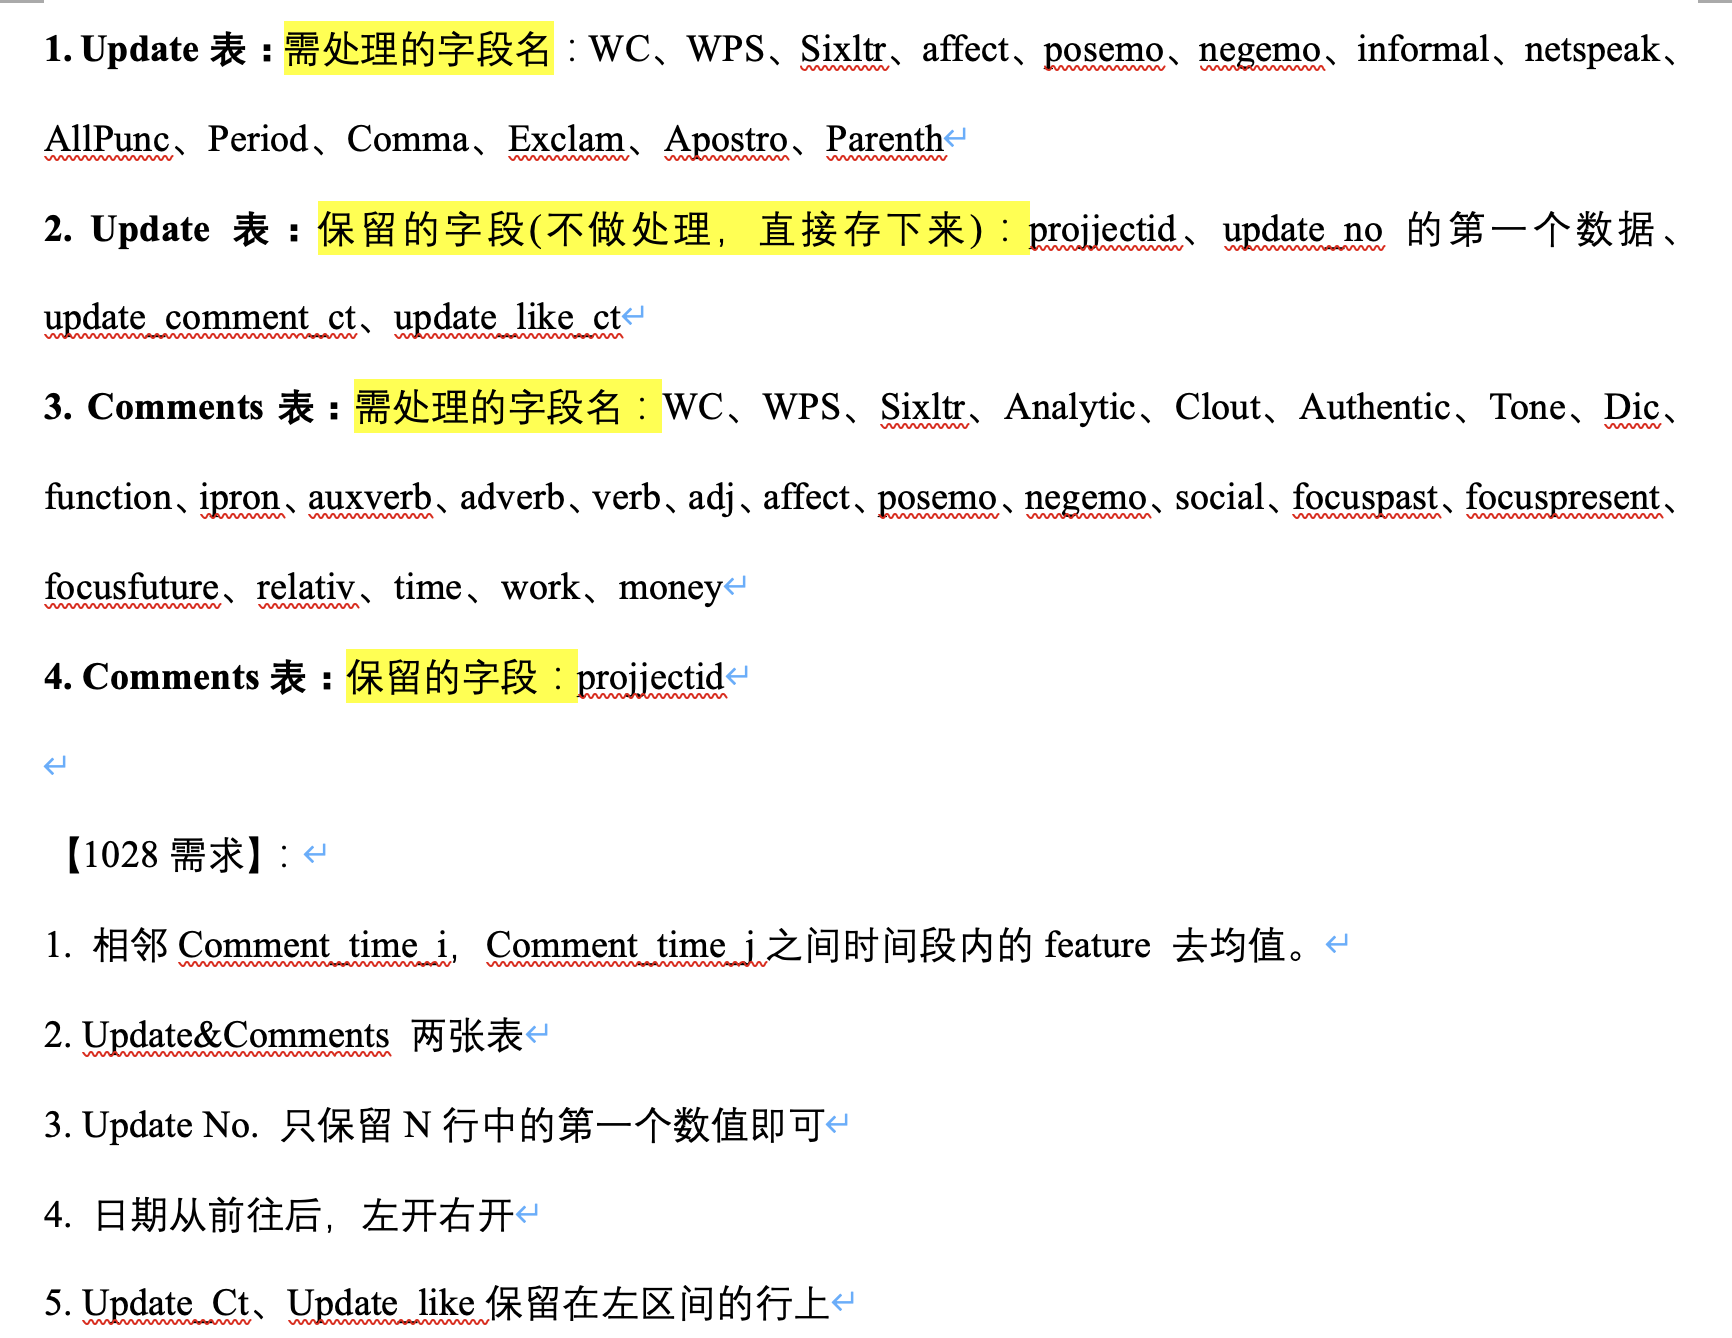 1. Update 表：需处理的字段名：WC、WPS、Sixltr、affect、posemo、negemo、informal、netspeak、
AllPunc、Period、Comma、Exclam、Apostro、Parenth
2. Update 表：保留的字段(不做处理，直接存下来)：projjectid、update_no 的第一个数据、
update_comment_ct、update_like_ct
3. Comments 表：需处理的字段名：WC、WPS、Sixltr、Analytic、Clout、Authentic、Tone、Dic、
function、ipron、auxverb、adverb、verb、adj、affect、posemo、negemo、social、focuspast、focuspresent、
focusfuture、relativ、time、work、money
4. Comments 表：保留的字段：projjectid
【1028 需求】：
1. 相邻 Comment_time_i，Comment_time_j 之间时间段内的 feature 去均值。
2. Update&Comments 两张表
3. Update No. 只保留 N 行中的第一个数值即可
4. 日期从前往后，左开右开
5. Update_Ct、Update_like 保留在左区间的行上